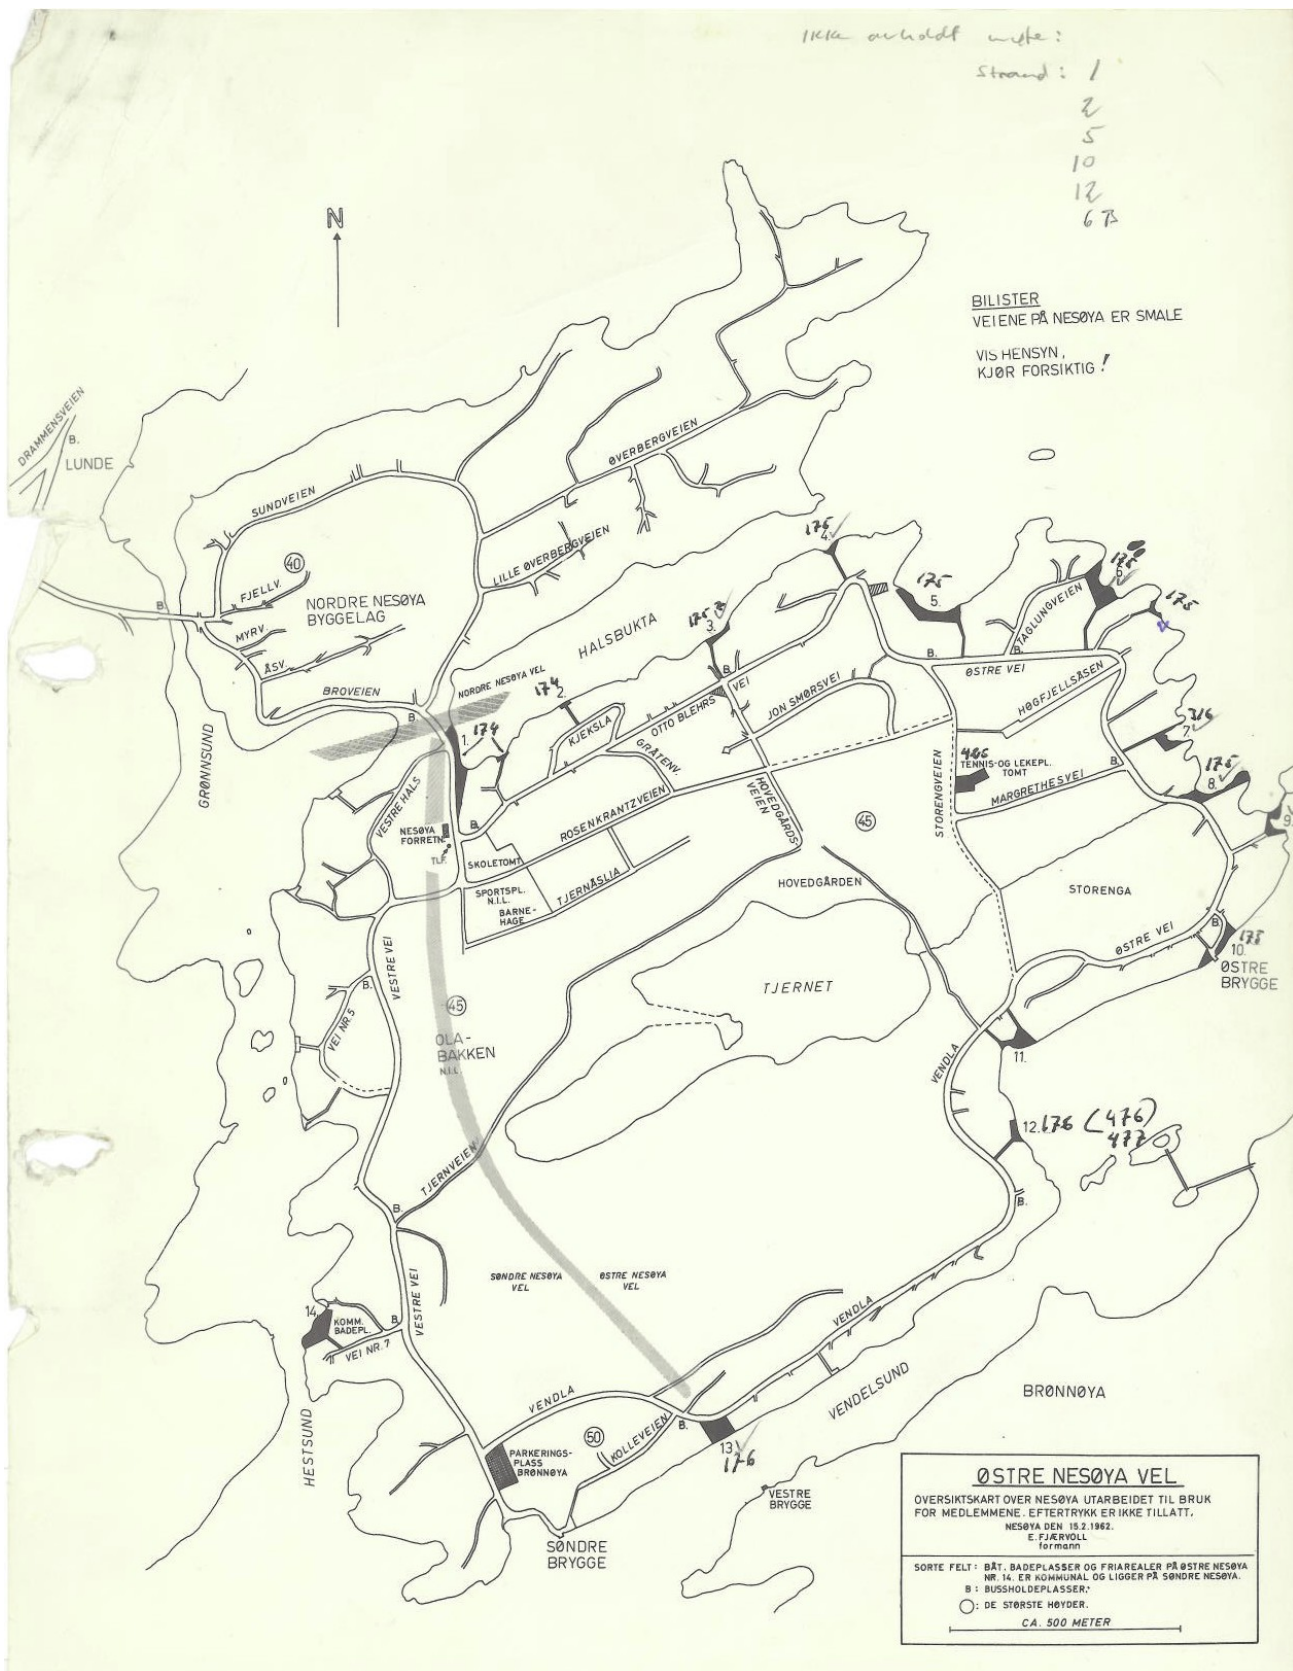 Strand: 1
2
5
10
12
6 B
N
BILISTER
VEIENE PÅ NESØYA ER SMALE
VIS HENSYN,
KJØR FORSIKTIG!
DRAMMENSVEIEN
B.
LUNDE
ØVERBERGVEIEN
SUNDVEIEN
LILLE ØVERBERGVEIEN
40
FJELLV.
B.
NORDRE NESØYA
BYGGELAG
MYRV.
ÅSV.
BROVEIEN
B.
HALSBUKTA
NORDRE NESØYA VEL
176
4.
175
5.
175
6.
175
TAGLUNGVEIEN
175
3.
174
2.
1.
174
B.
B.
B.
ØSTRE VEI
HØGFJELLSÅSEN
VEI
OTTO BLEHRS
JON SMØRSVEI
KJEKSLA
GRÅTENV.
316
7.
B.
175
8.
9.
486
TENNIS-OG LEKEPL.
TOMT
MARGRETHESVEI
STORENGVEIEN
GRØNNSUND
VESTRE HALS
NESØYA
FORRETN.
TLF.
B.
SKOLETOMT
ROSENKRANTZVEIEN
HOVEDGÅRDS-
VEIEN
45
SPORTSPL.
N.I.L.
BARNE-
HAGE
TJERNÅSLIA
HOVEDGÅRDEN
STORENGA
ØSTRE VEI
B
175
10.
ØSTRE
BRYGGE
VESTRE VEI
B.
VEI NR.5
45
OLA-
BAKKEN
N.I.L.
TJERNET
VENDLA
11.
12.
176 (476)
477
TJERNVEIEN
B.
B.
SØNDRE NESØYA
VEL
ØSTRE NESØYA
VEL
14.
KOMM.
BADEPL.
B.
VEI NR.7
VESTRE VEI
VENDLA
VENDELSUND
BRØNNØYA
HESTSUND
VENDLA
50
KOLLEVEIEN
B.
13.
176
PARKERINGS-
PLASS
BRØNNØYA
VESTRE
BRYGGE
SØNDRE
BRYGGE
ØSTRE NESØYA VEL
OVERSIKTSKART OVER NESØYA UTARBEIDET TIL BRUK
FOR MEDLEMMENE. EFTERTRYKK ER IKKE TILLATT.
NESØYA DEN 15.2.1962.
E. FJÆRVOLL
formann
SORTE FELT: BÅT, BADEPLASSER OG FRIAREALER PÅ ØSTRE NESØYA
NR. 14. ER KOMMUNAL OG LIGGER PÅ SØNDRE NESØYA.
B: BUSSHOLDEPLASSER.
: DE STØRSTE HØYDER.
CA. 500 METER